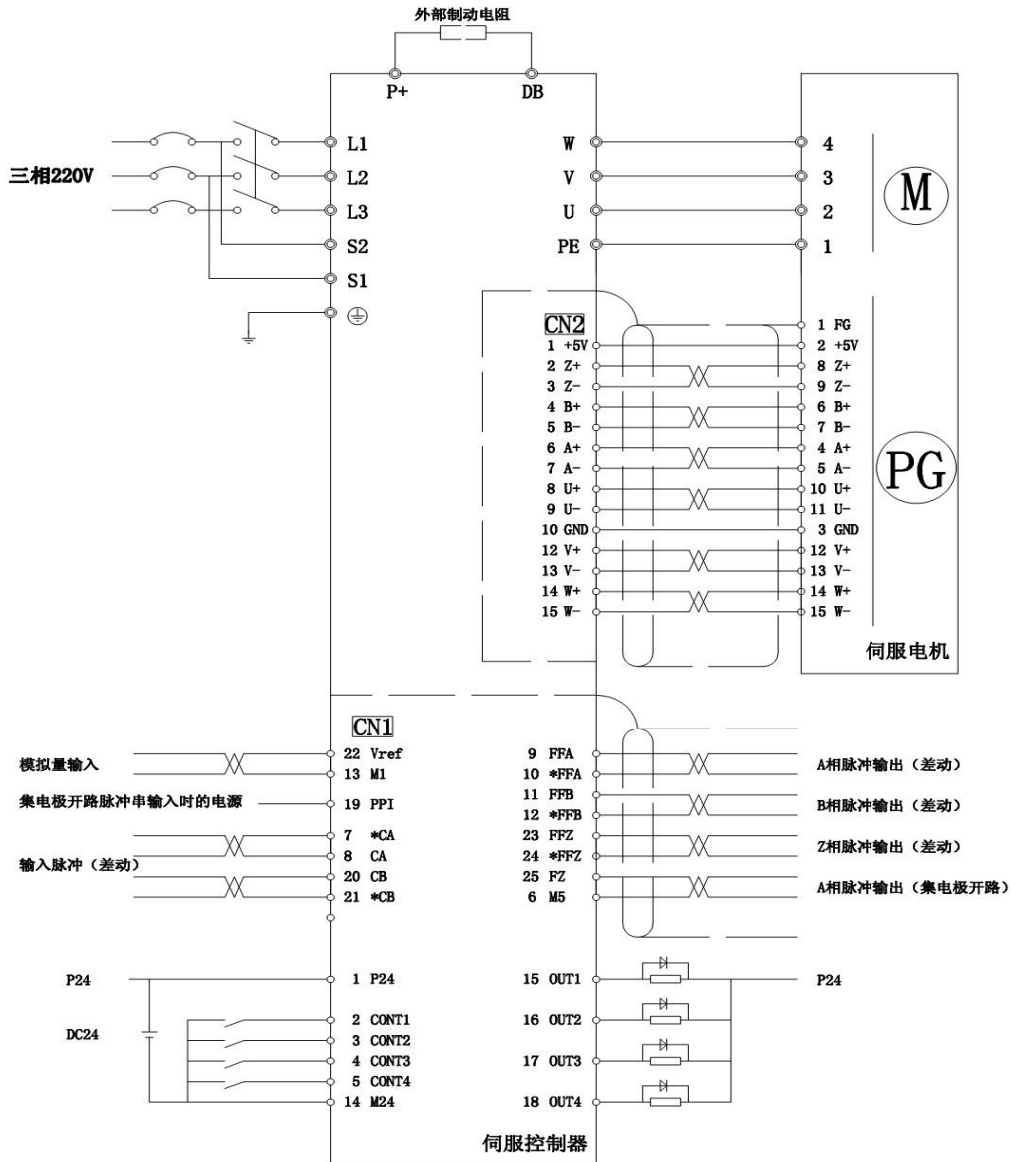 外部制动电阻
P+
DB
三相220V
L1
L2
L3
S2
S1
W
V
U
PE
4
3
2
1
M
CN2
1 +5V
2 Z+
3 Z-
4 B+
5 B-
6 A+
7 A-
8 U+
9 U-
10 GND
12 V+
13 V-
14 W+
15 W-
1 FG
2 +5V
8 Z+
9 Z-
6 B+
7 B-
4 A+
5 A-
10 U+
11 U-
3 GND
12 V+
13 V-
14 W+
15 W-
PG
伺服电机
CN1
模拟量输入
22 Vref
13 M1
集电极开路脉冲串输入时的电源
19 PPI
输入脉冲（差动）
7 *CA
8 CA
20 CB
21 *CB
9 FFA
10 *FFA
A相脉冲输出（差动）
11 FFB
12 *FFB
B相脉冲输出（差动）
23 FFZ
24 *FFZ
Z相脉冲输出（差动）
25 FZ
6 M5
A相脉冲输出（集电极开路）
P24
DC24
1 P24
2 CONT1
3 CONT2
4 CONT3
5 CONT4
14 M24
15 OUT1
16 OUT2
17 OUT3
18 OUT4
P24
伺服控制器